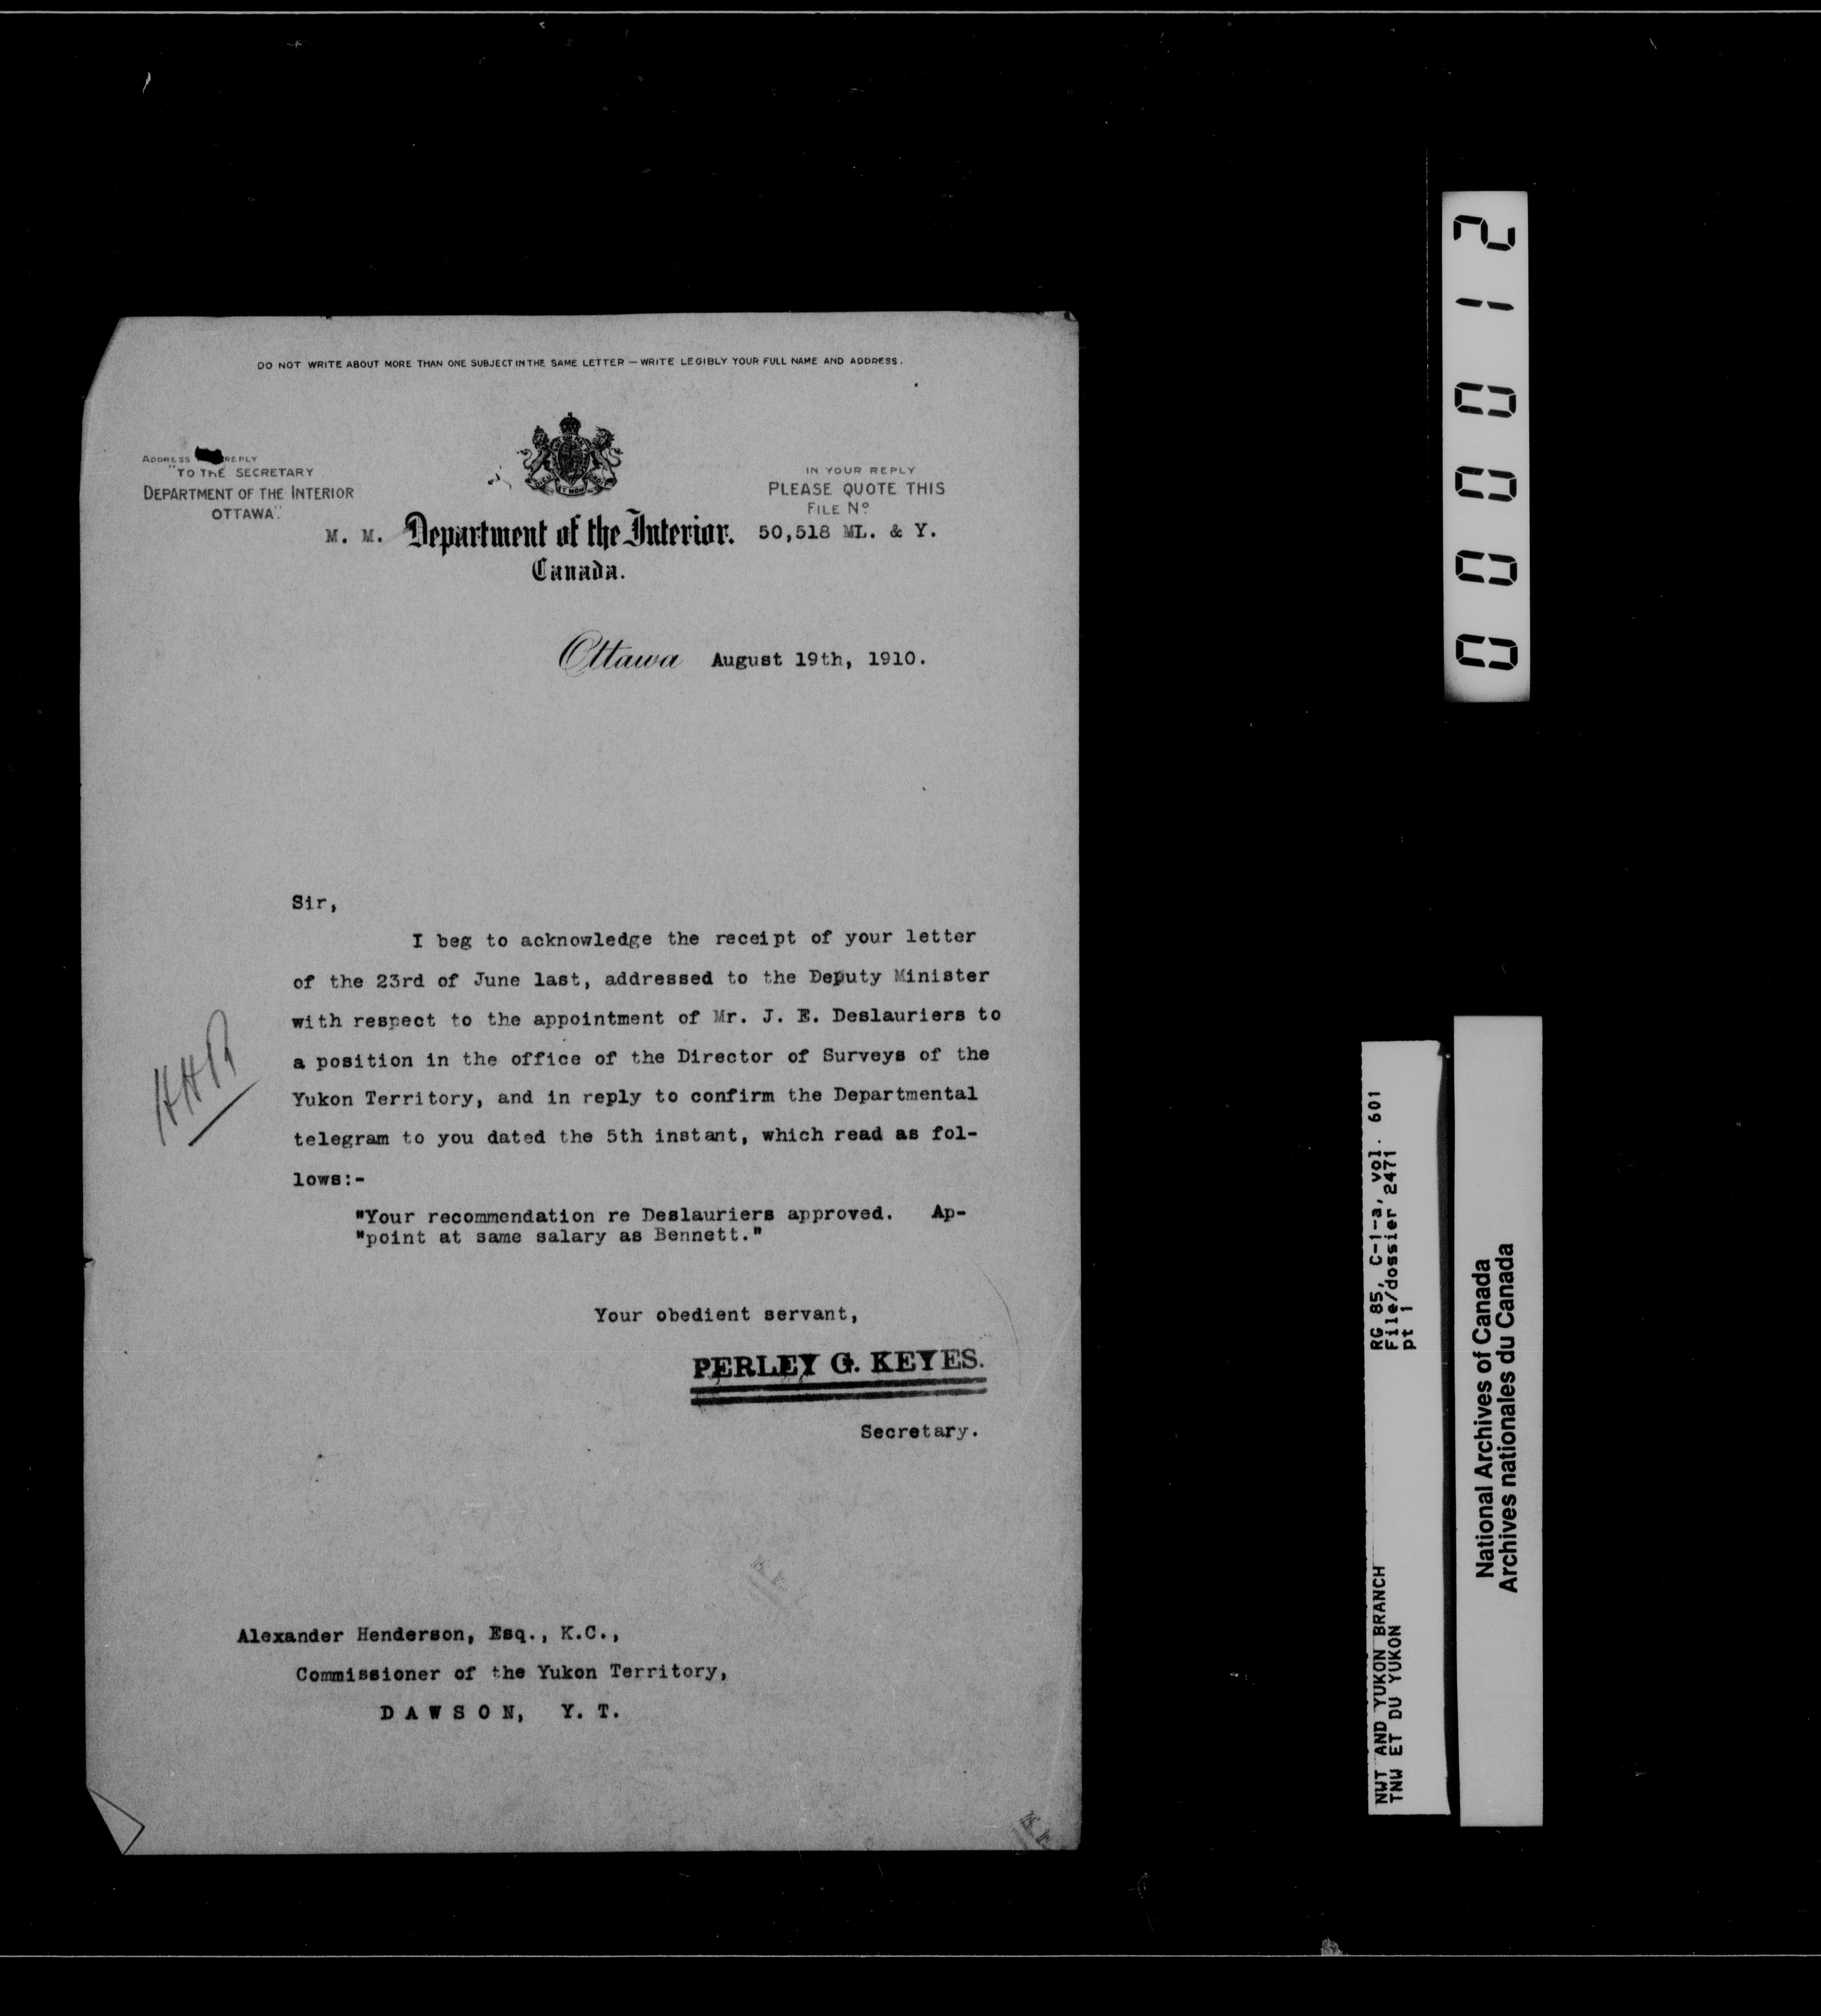 DO NOT WRITE ABOUT MORE THAN ONE SUBJECT IN THE SAME LETTER — WRITE LEGIBLY YOUR FULL NAME AND ADDRESS.
ADDRESS REPLY
"TO THE SECRETARY
DEPARTMENT OF THE INTERIOR
OTTAWA".
IN YOUR REPLY
PLEASE QUOTE THIS
FILE No.
50,518 ML. & Y.
M. M.
Department of the Interior.
Canada.
Ottawa August 19th, 1910.
Sir,
I beg to acknowledge the receipt of your letter
of the 23rd of June last, addressed to the Deputy Minister
with respect to the appointment of Mr. J. E. Deslauriers to
a position in the office of the Director of Surveys of the
Yukon Territory, and in reply to confirm the Departmental
telegram to you dated the 5th instant, which read as fol-
lows:-
"Your recommendation re Deslauriers approved. Ap-
"point at same salary as Bennett."
Your obedient servant,
PERLEY G. KEYES.
Secretary.
Alexander Henderson, Esq., K.C.,
Commissioner of the Yukon Territory,
D A W S O N, Y. T.
000012
RG 85, C-1-a, vol. 601
File/dossier 2471
pt 1
NWT AND YUKON BRANCH
TNW ET DU YUKON
National Archives of Canada
Archives nationales du Canada